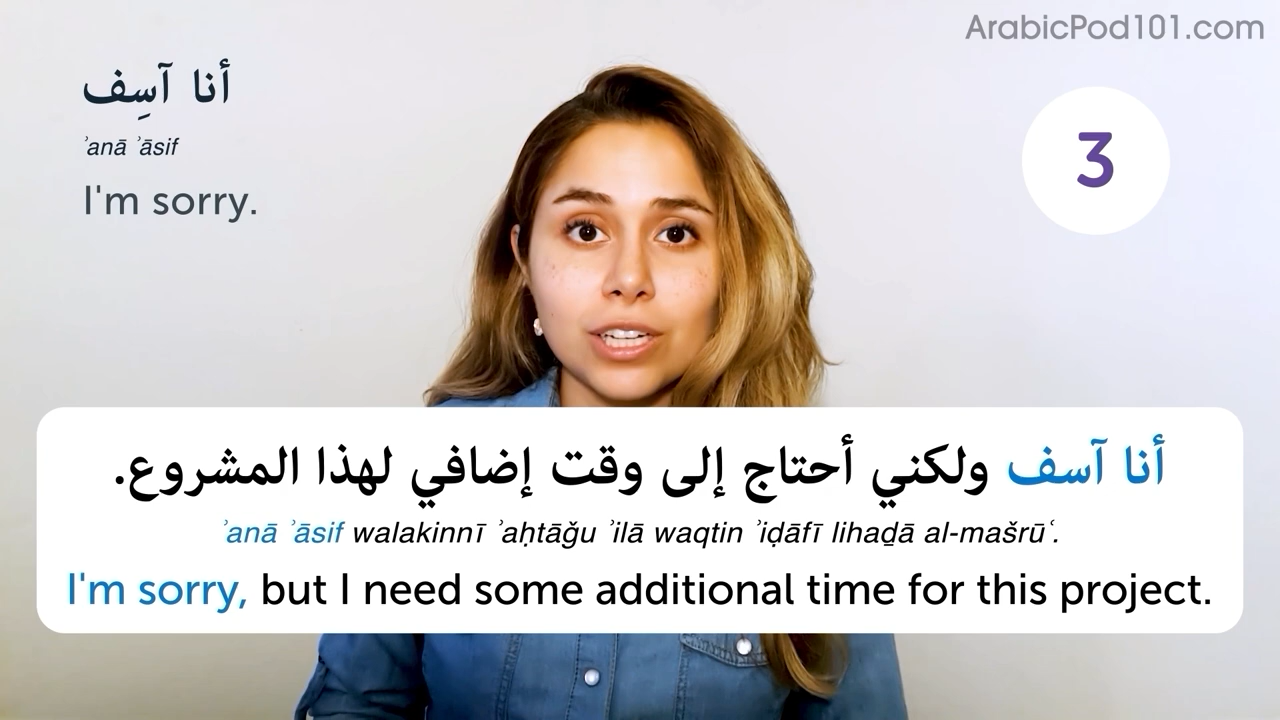 ArabicPod101.com
أنا آسِف
ʾanā ʾāsif
I'm sorry.
3
أنا آسف ولكني أحتاج إلى وقت إضافي لهذا المشروع.
ʾanā ʾāsif walakinnī ʾaḥtāǧu ʾilā waqtin ʾiḍāfī lihaḏā al-mašrūʿ.
I'm sorry, but I need some additional time for this project.